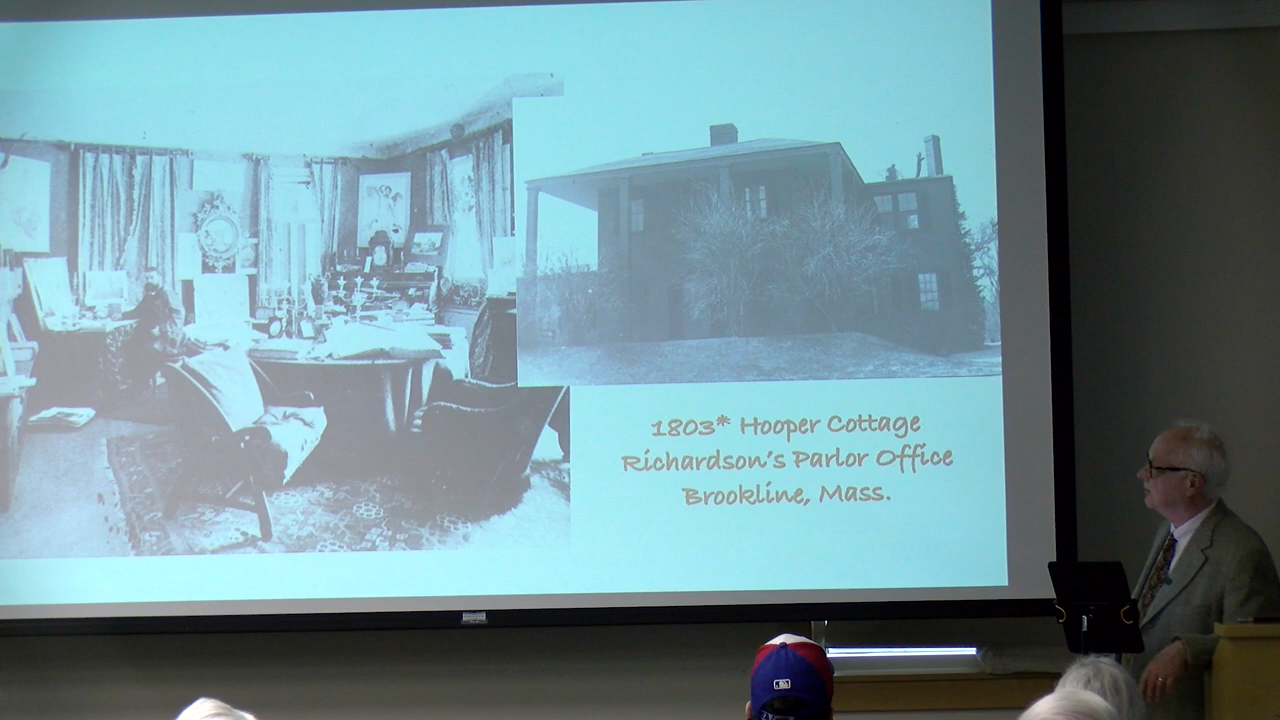 1803* Hooper Cottage
Richardson's Parlor Office
Brookline, Mass.